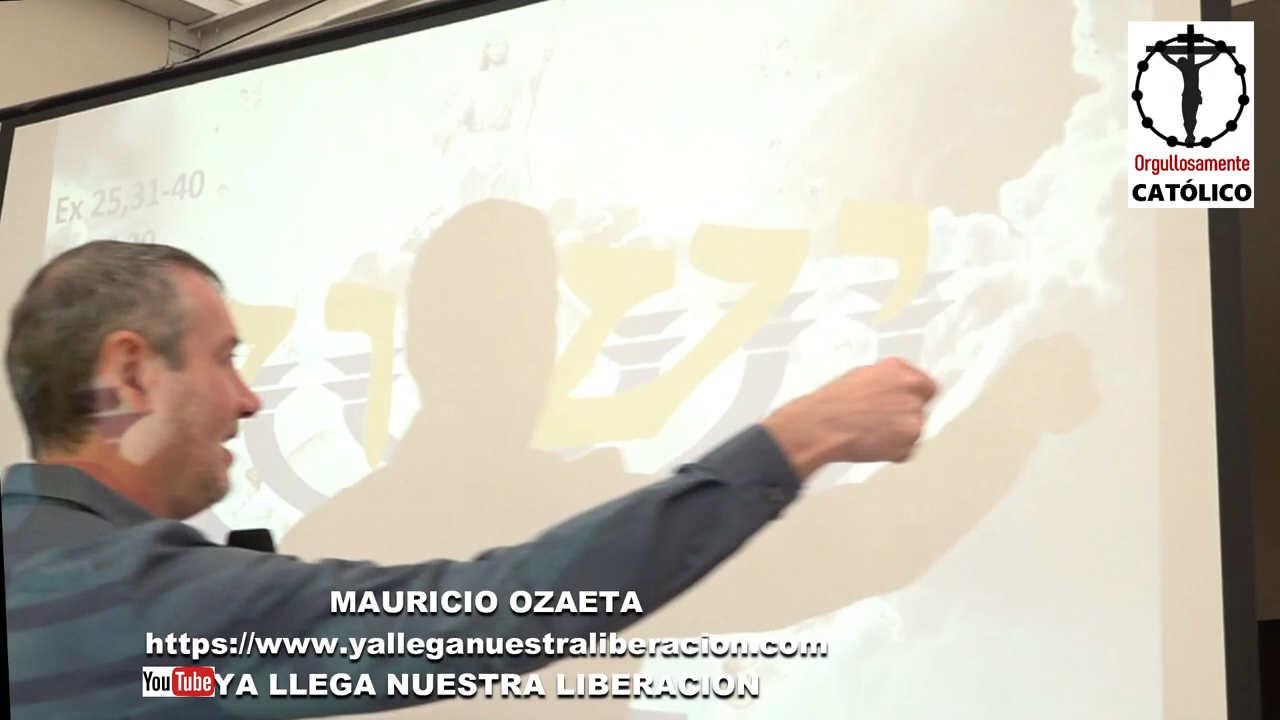 Orgullosamente
CATÓLICO
Ex 25,31-40
MAURICIO OZAETA
https://www.yalleganuestraliberacion.com
YouTube YA LLEGA NUESTRA LIBERACION